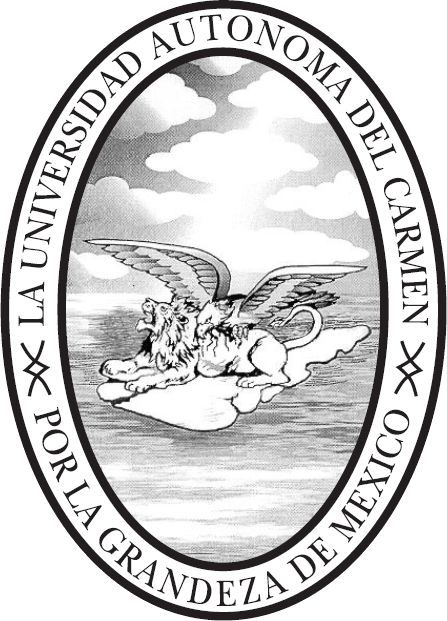 LA UNIVERSIDAD AUTONOMA DEL CARMEN
POR LA GRANDEZA DE MEXICO